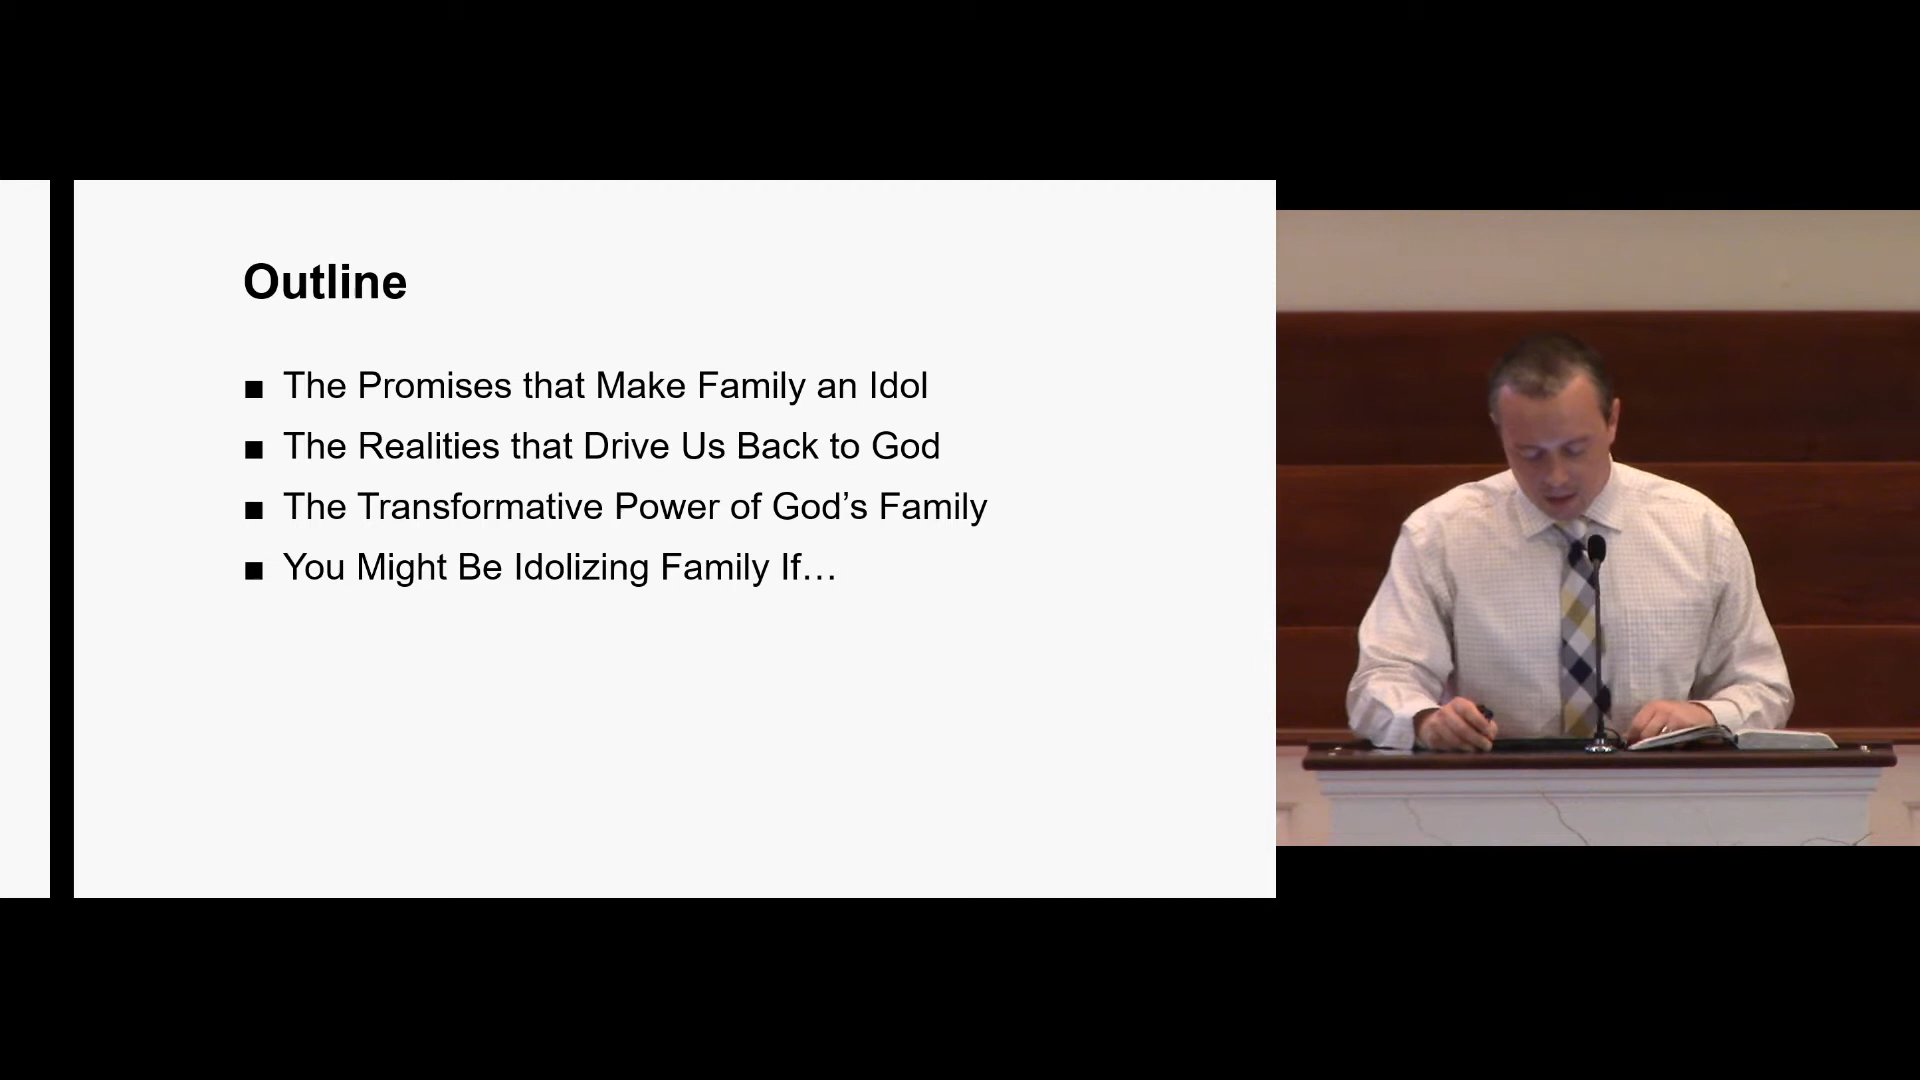 Outline
■ The Promises that Make Family an Idol
■ The Realities that Drive Us Back to God
■ The Transformative Power of God’s Family
■ You Might Be Idolizing Family If…